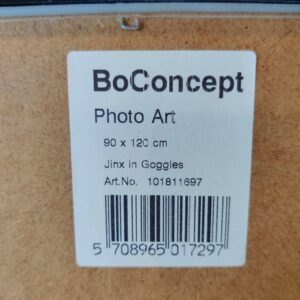 BoConcept
Photo Art
90 x 120 cm
Jinx in Goggles
Art.No. 101811697
5 708965 017297